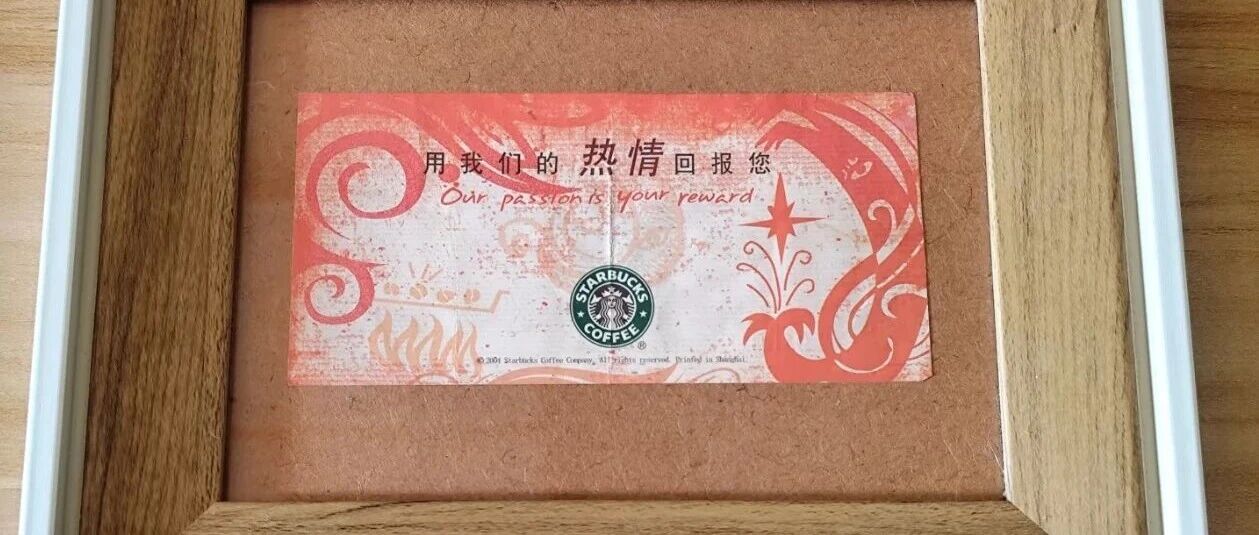 用我们的热情回报您
Our passion is your reward
STARBUCKS
COFFEE
®
© 2004 Starbucks Coffee Company. All rights reserved. Printed in Shanghai.